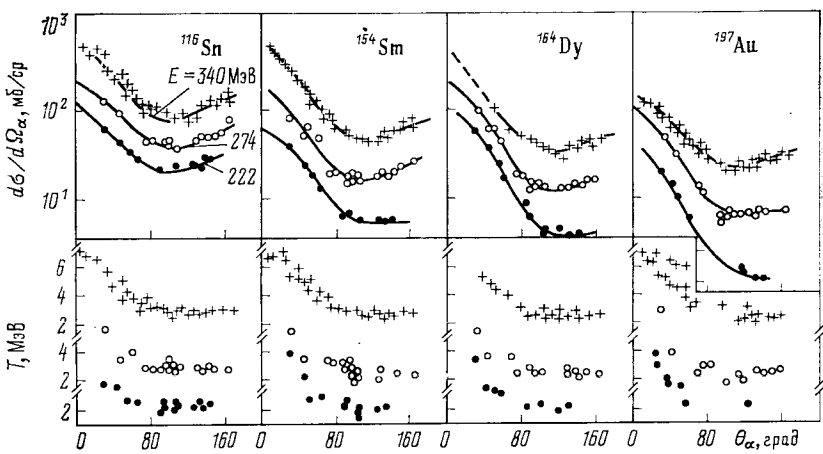 10³
¹¹⁶Sn
¹⁵⁴Sm
¹⁶⁴Dy
¹⁹⁷Au
E = 340 МэВ
dσ/dΩα, мб/ср
10²
274
222
10¹
6
4
2
T, МэВ
4
2
2
0 80 160 0 80 160 0 80 160 80 θα, град